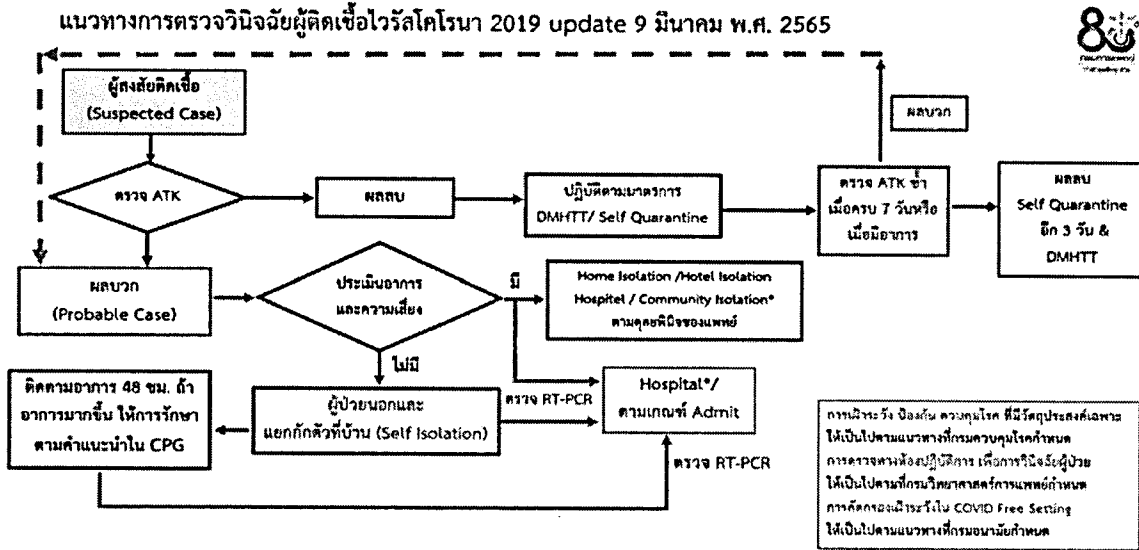 แนวทางการตรวจวินิจฉัยผู้ติดเชื้อไวรัสโคโรนา 2019 update 9 มีนาคม พ.ศ. 2565
ผู้สงสัยติดเชื้อ
(Suspected Case)
ผลบวก
ตรวจ ATK
ผลลบ
ปฏิบัติตามมาตรการ
DMHTT/ Self Quarantine
ตรวจ ATK ซ้ำ
เมื่อครบ 7 วันหรือ
เมื่อมีอาการ
ผลลบ
Self Quarantine
อีก 3 วัน &
DMHTT
ผลบวก
(Probable Case)
ประเมินอาการ
และความเสี่ยง
มี
Home Isolation /Hotel Isolation
Hospitel / Community Isolation*
ตามดุลยพินิจของแพทย์
ไม่มี
ติดตามอาการ 48 ชม. ถ้า
อาการมากขึ้น ให้การรักษา
ตามคำแนะนำใน CPG
ผู้ป่วยนอกและ
แยกกักตัวที่บ้าน (Self Isolation)
ตรวจ RT-PCR
Hospital*/
ตามเกณฑ์ Admit
ตรวจ RT-PCR
การเฝ้าระวัง ป้องกัน ควบคุมโรค ที่มีวัตถุประสงค์เฉพาะ
ให้เป็นไปตามแนวทางที่กรมควบคุมโรคกำหนด
การตรวจทางห้องปฏิบัติการ เพื่อการวินิจฉัยผู้ป่วย
ให้เป็นไปตามที่กรมวิทยาศาสตร์การแพทย์กำหนด
การคัดกรองเฝ้าระวังใน COVID Free Setting
ให้เป็นไปตามแนวทางที่กรมอนามัยกำหนด